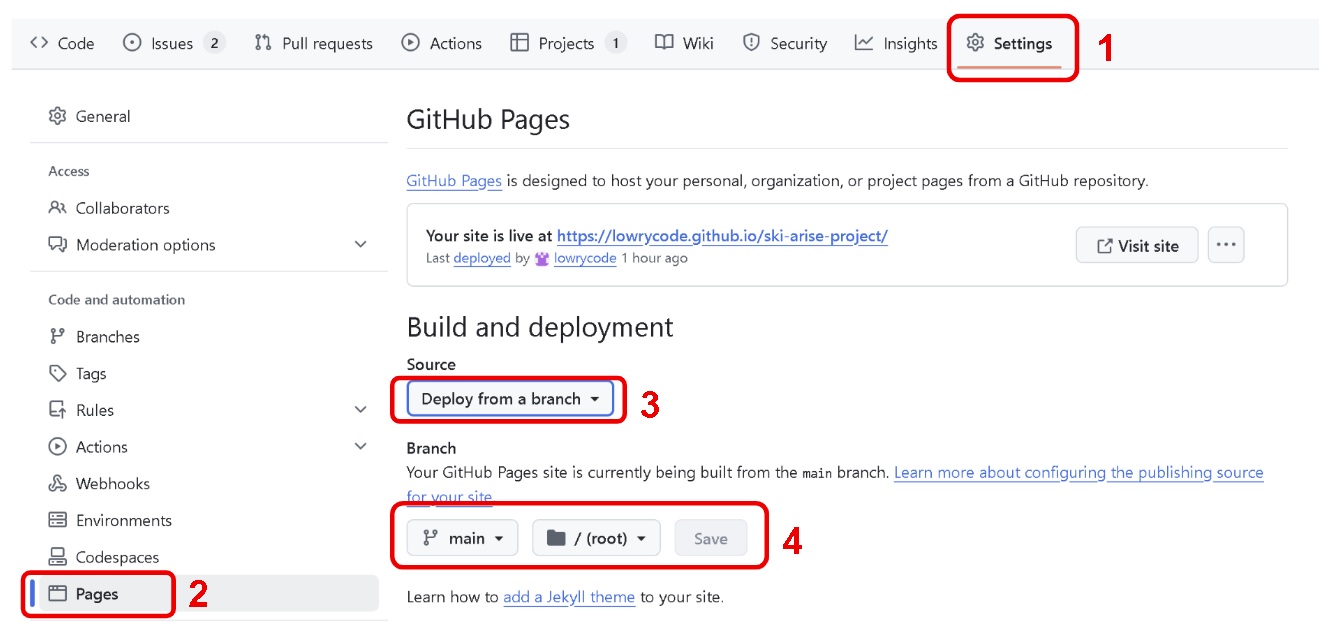 Code Issues 2 Pull requests Actions Projects 1 Wiki Security Insights Settings 1
General
Access
Collaborators
Moderation options
Code and automation
Branches
Tags
Rules
Actions
Webhooks
Environments
Codespaces
Pages 2
GitHub Pages
GitHub Pages is designed to host your personal, organization, or project pages from a GitHub repository.
Your site is live at https://lowrycode.github.io/ski-arise-project/
Last deployed by lowrycode 1 hour ago
Visit site
Build and deployment
Source
Deploy from a branch 3
Branch
Your GitHub Pages site is currently being built from the main branch. Learn more about configuring the publishing source
for your site
main / (root) Save 4
Learn how to add a Jekyll theme to your site.